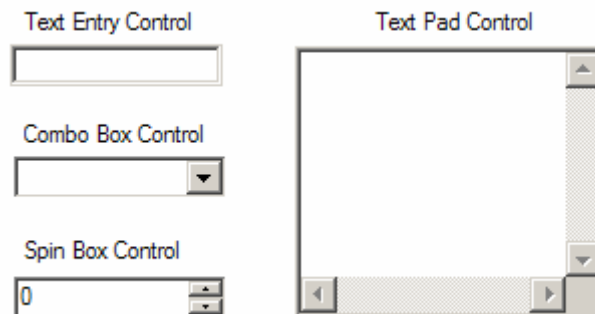 Text Entry Control
Text Pad Control
Combo Box Control
Spin Box Control
0